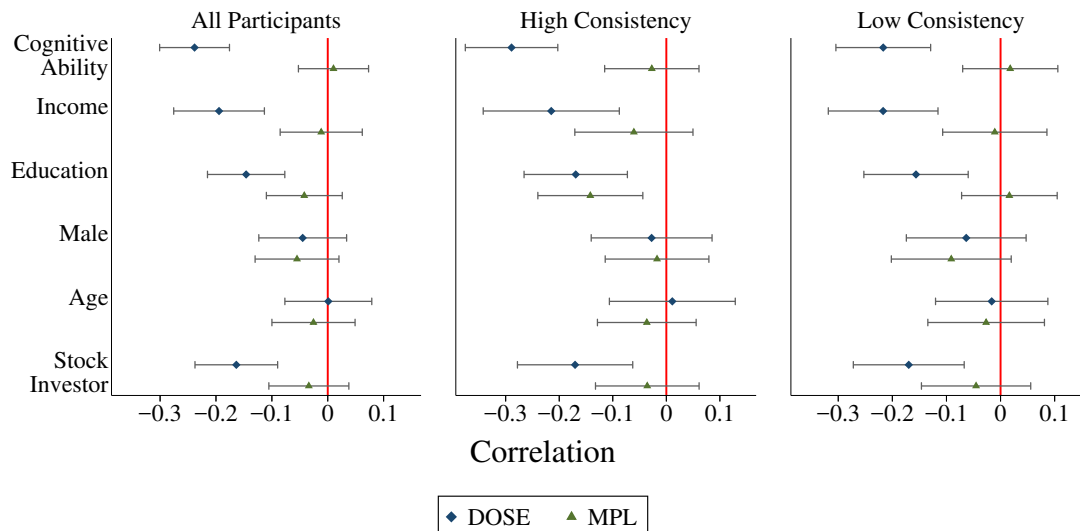 All Participants
High Consistency
Low Consistency
Cognitive
Ability
Income
Education
Male
Age
Stock
Investor
−0.3 −0.2 −0.1 0 0.1
−0.3 −0.2 −0.1 0 0.1
−0.3 −0.2 −0.1 0 0.1
Correlation
DOSE MPL